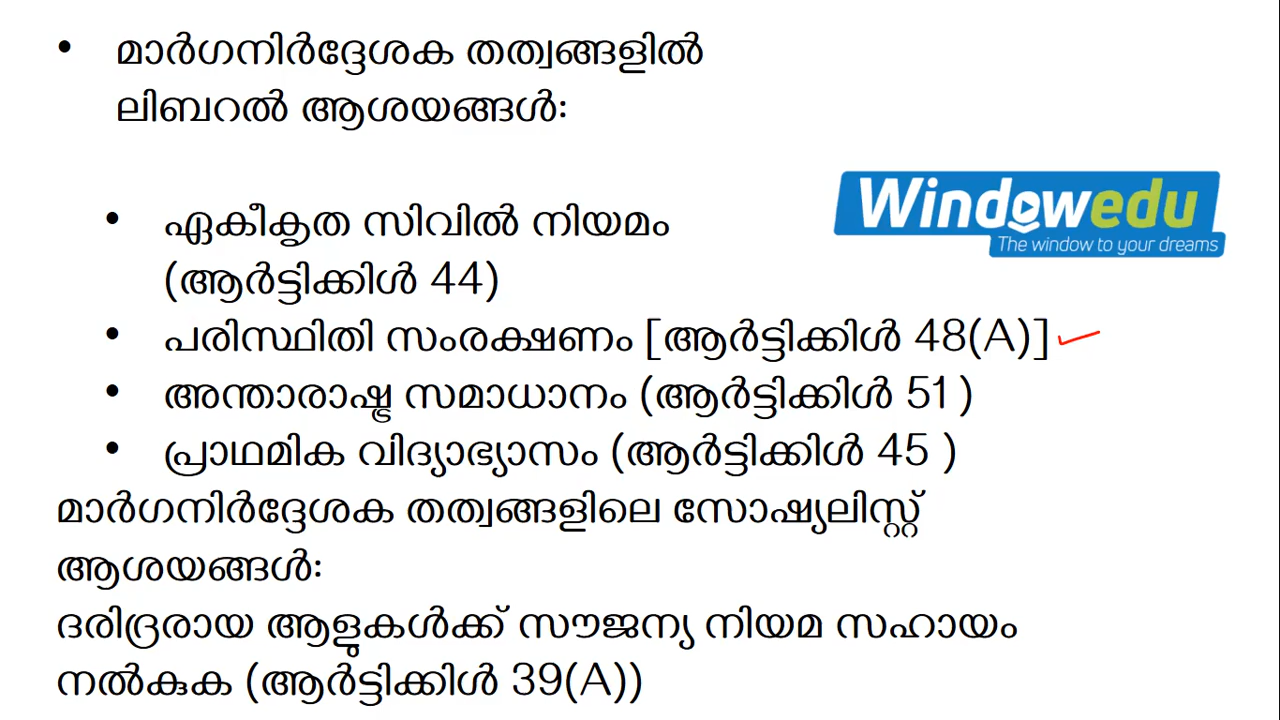 • മാർഗനിർദ്ദേശക തത്വങ്ങളിൽ
ലിബറൽ ആശയങ്ങൾ:
Windowedu
The window to your dreams
• ഏകീകൃത സിവിൽ നിയമം
(ആർട്ടിക്കിൾ 44)
• പരിസ്ഥിതി സംരക്ഷണം [ആർട്ടിക്കിൾ 48(A)]
• അന്താരാഷ്ട്ര സമാധാനം (ആർട്ടിക്കിൾ 51 )
• പ്രാഥമിക വിദ്യാഭ്യാസം (ആർട്ടിക്കിൾ 45 )
മാർഗനിർദ്ദേശക തത്വങ്ങളിലെ സോഷ്യലിസ്റ്റ്
ആശയങ്ങൾ:
ദരിദ്രരായ ആളുകൾക്ക് സൗജന്യ നിയമ സഹായം
നൽകുക (ആർട്ടിക്കിൾ 39(A))